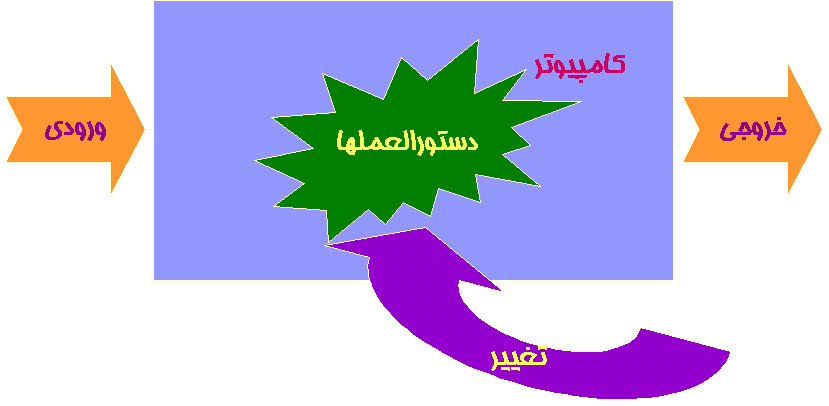 کامپیوتر
ورودی
دستورالعملها
خروجی
تغییر